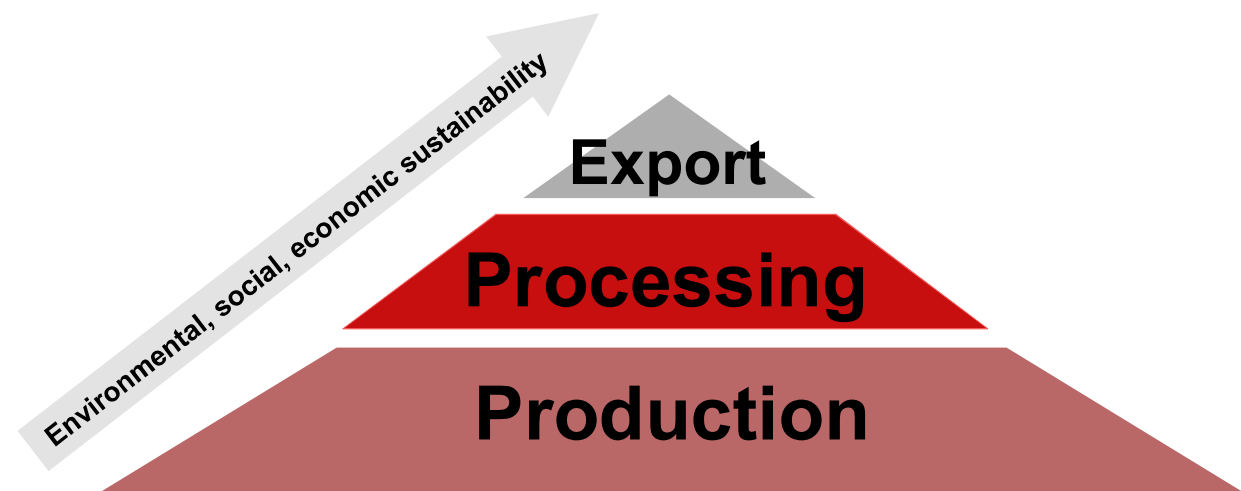 Environmental, social, economic sustainability
Export
Processing
Production